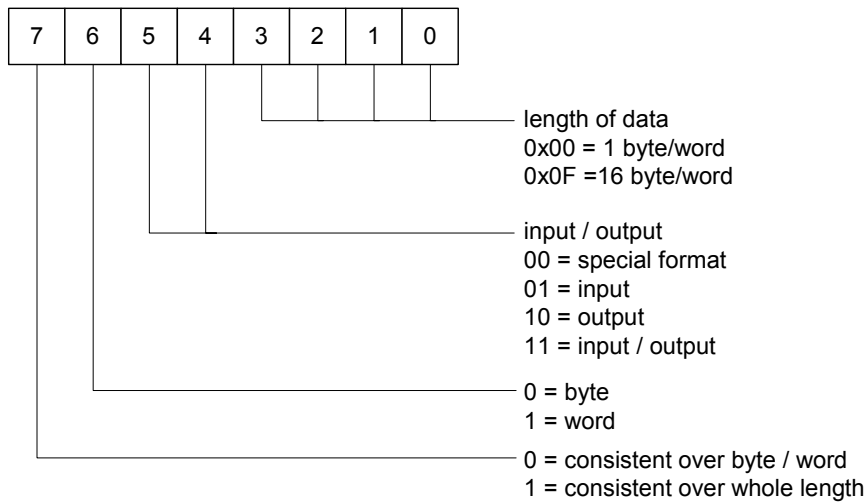 7 6 5 4 3 2 1 0
length of data
0x00 = 1 byte/word
0x0F =16 byte/word
input / output
00 = special format
01 = input
10 = output
11 = input / output
0 = byte
1 = word
0 = consistent over byte / word
1 = consistent over whole length